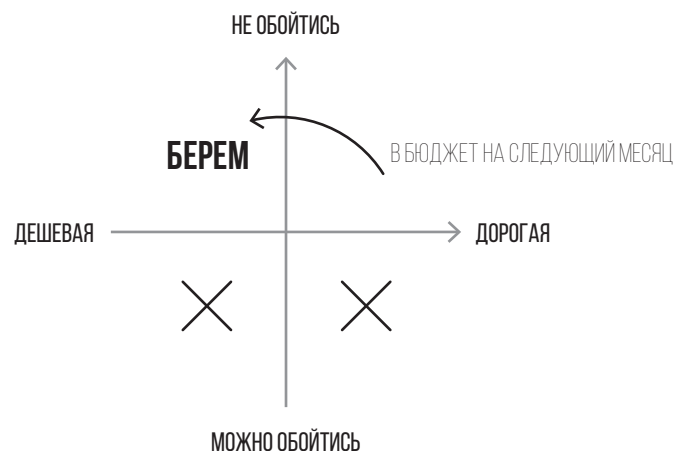 НЕ ОБОЙТИСЬ
БЕРЕМ
В БЮДЖЕТ НА СЛЕДУЮЩИЙ МЕСЯЦ
ДЕШЕВАЯ
ДОРОГАЯ
МОЖНО ОБОЙТИСЬ